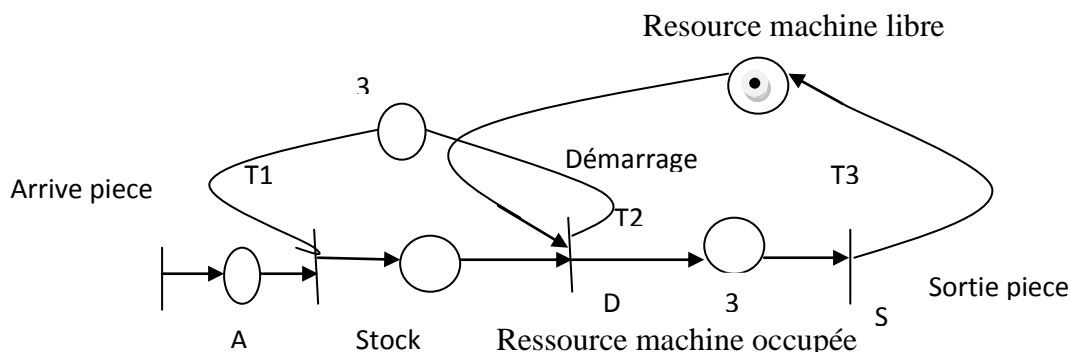 Resource machine libre
3
Démarrage
T1
T3
Arrive piece
T2
Sortie piece
D
3
S
A
Stock
Ressource machine occupée